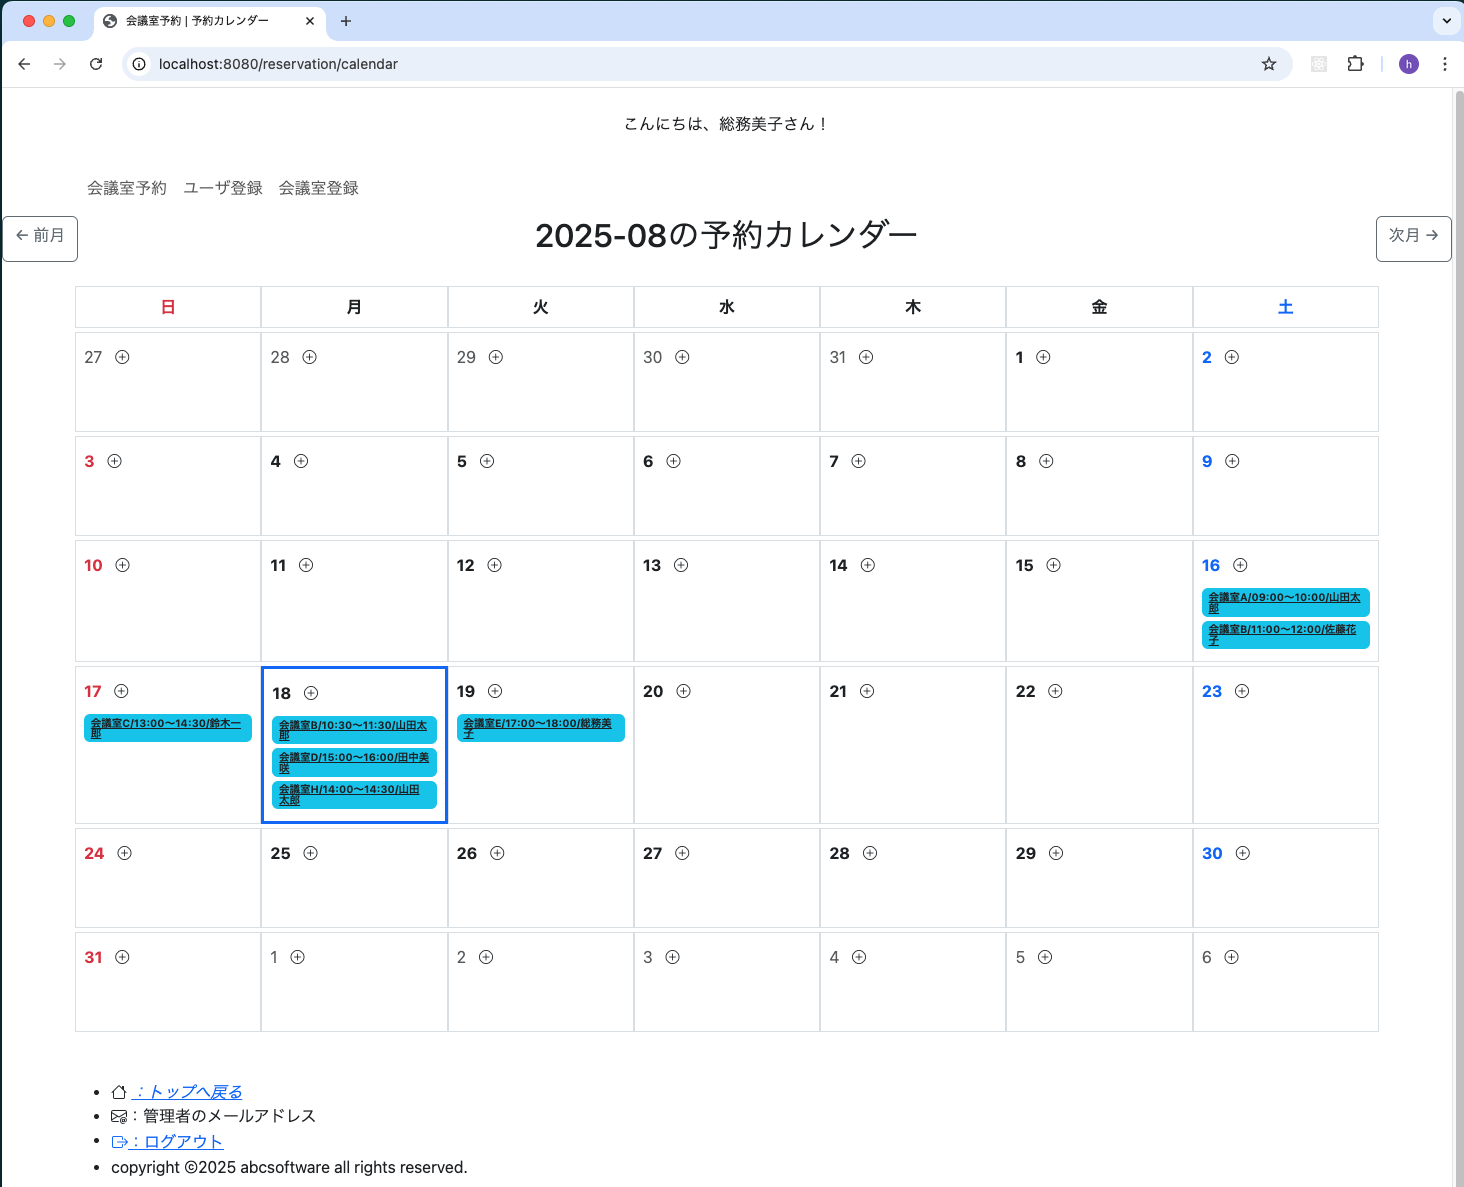 会議室予約 | 予約カレンダー
localhost:8080/reservation/calendar
h
こんにちは、総務美子さん！
会議室予約 ユーザ登録 会議室登録
← 前月
2025-08の予約カレンダー
次月 →
日 月 火 水 木 金 土
27 28 29 30 31 1 2
3 4 5 6 7 8 9
10 11 12 13 14 15 16
会議室A/09:00〜10:00/山田太
郎
会議室B/11:00〜12:00/佐藤花
子
17 18 19 20 21 22 23
会議室C/13:00〜14:30/鈴木一
郎
会議室B/10:30〜11:30/山田太
郎
会議室D/15:00〜16:00/田中美
咲
会議室H/14:00〜14:30/山田
太郎
会議室E/17:00〜18:00/総務美
子
24 25 26 27 28 29 30
31 1 2 3 4 5 6
：トップへ戻る
：管理者のメールアドレス
：ログアウト
copyright ©2025 abcsoftware all rights reserved.